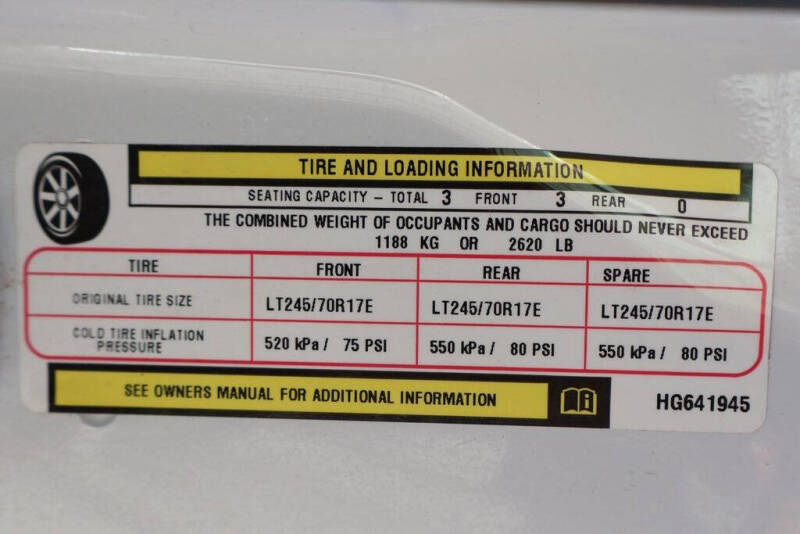 TIRE AND LOADING INFORMATION
SEATING CAPACITY – TOTAL 3 FRONT 3 REAR 0
THE COMBINED WEIGHT OF OCCUPANTS AND CARGO SHOULD NEVER EXCEED
1188 KG OR 2620 LB
TIRE FRONT REAR SPARE
ORIGINAL TIRE SIZE LT245/70R17E LT245/70R17E LT245/70R17E
COLD TIRE INFLATION
PRESSURE 520 kPa / 75 PSI 550 kPa / 80 PSI 550 kPa / 80 PSI
SEE OWNERS MANUAL FOR ADDITIONAL INFORMATION i HG641945